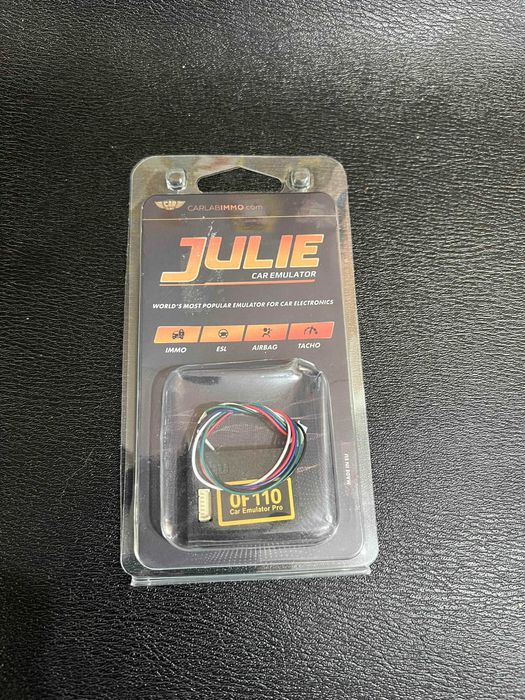 CAR
CARLABIMMO.com
JULIE
CAR EMULATOR
WORLD'S MOST POPULAR EMULATOR FOR CAR ELECTRONICS
IMMO ESL AIRBAG TACHO
OF110
Car Emulator Pro
MADE IN EU